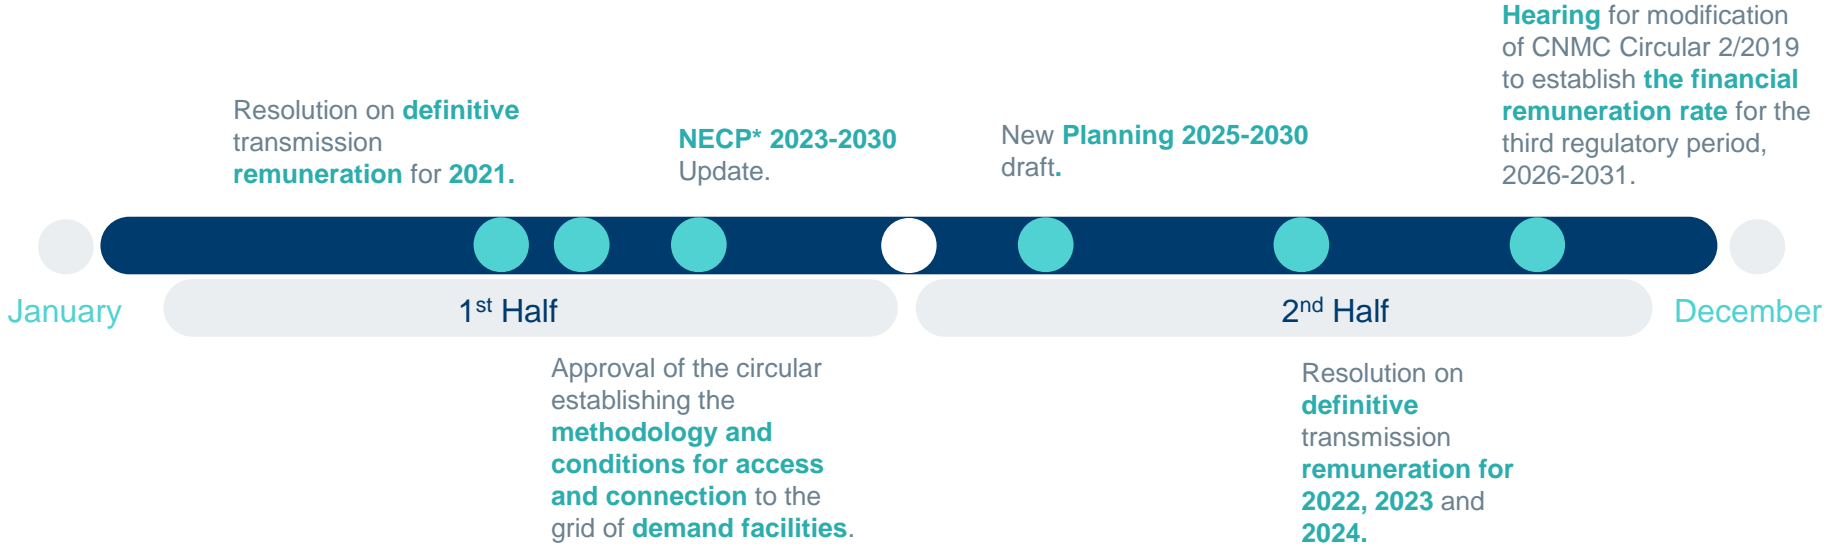 Hearing for modification
of CNMC Circular 2/2019
to establish the financial
remuneration rate for the
third regulatory period,
2026-2031.
Resolution on definitive
transmission
remuneration for 2021.
NECP* 2023-2030
Update.
New Planning 2025-2030
draft.
January
1st Half
2nd Half
December
Approval of the circular
establishing the
methodology and
conditions for access
and connection to the
grid of demand facilities.
Resolution on
definitive
transmission
remuneration for
2022, 2023 and
2024.